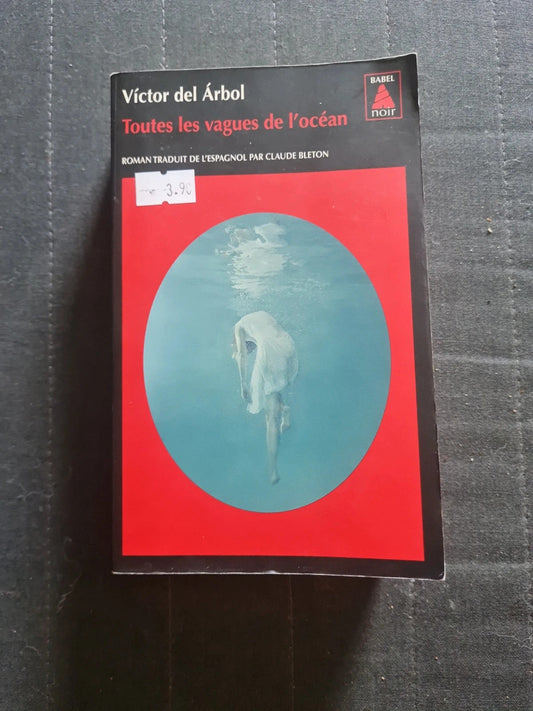 Víctor del Árbol
BABEL
noir
Toutes les vagues de l'océan
ROMAN TRADUIT DE L'ESPAGNOL PAR CLAUDE BLETON
3.90